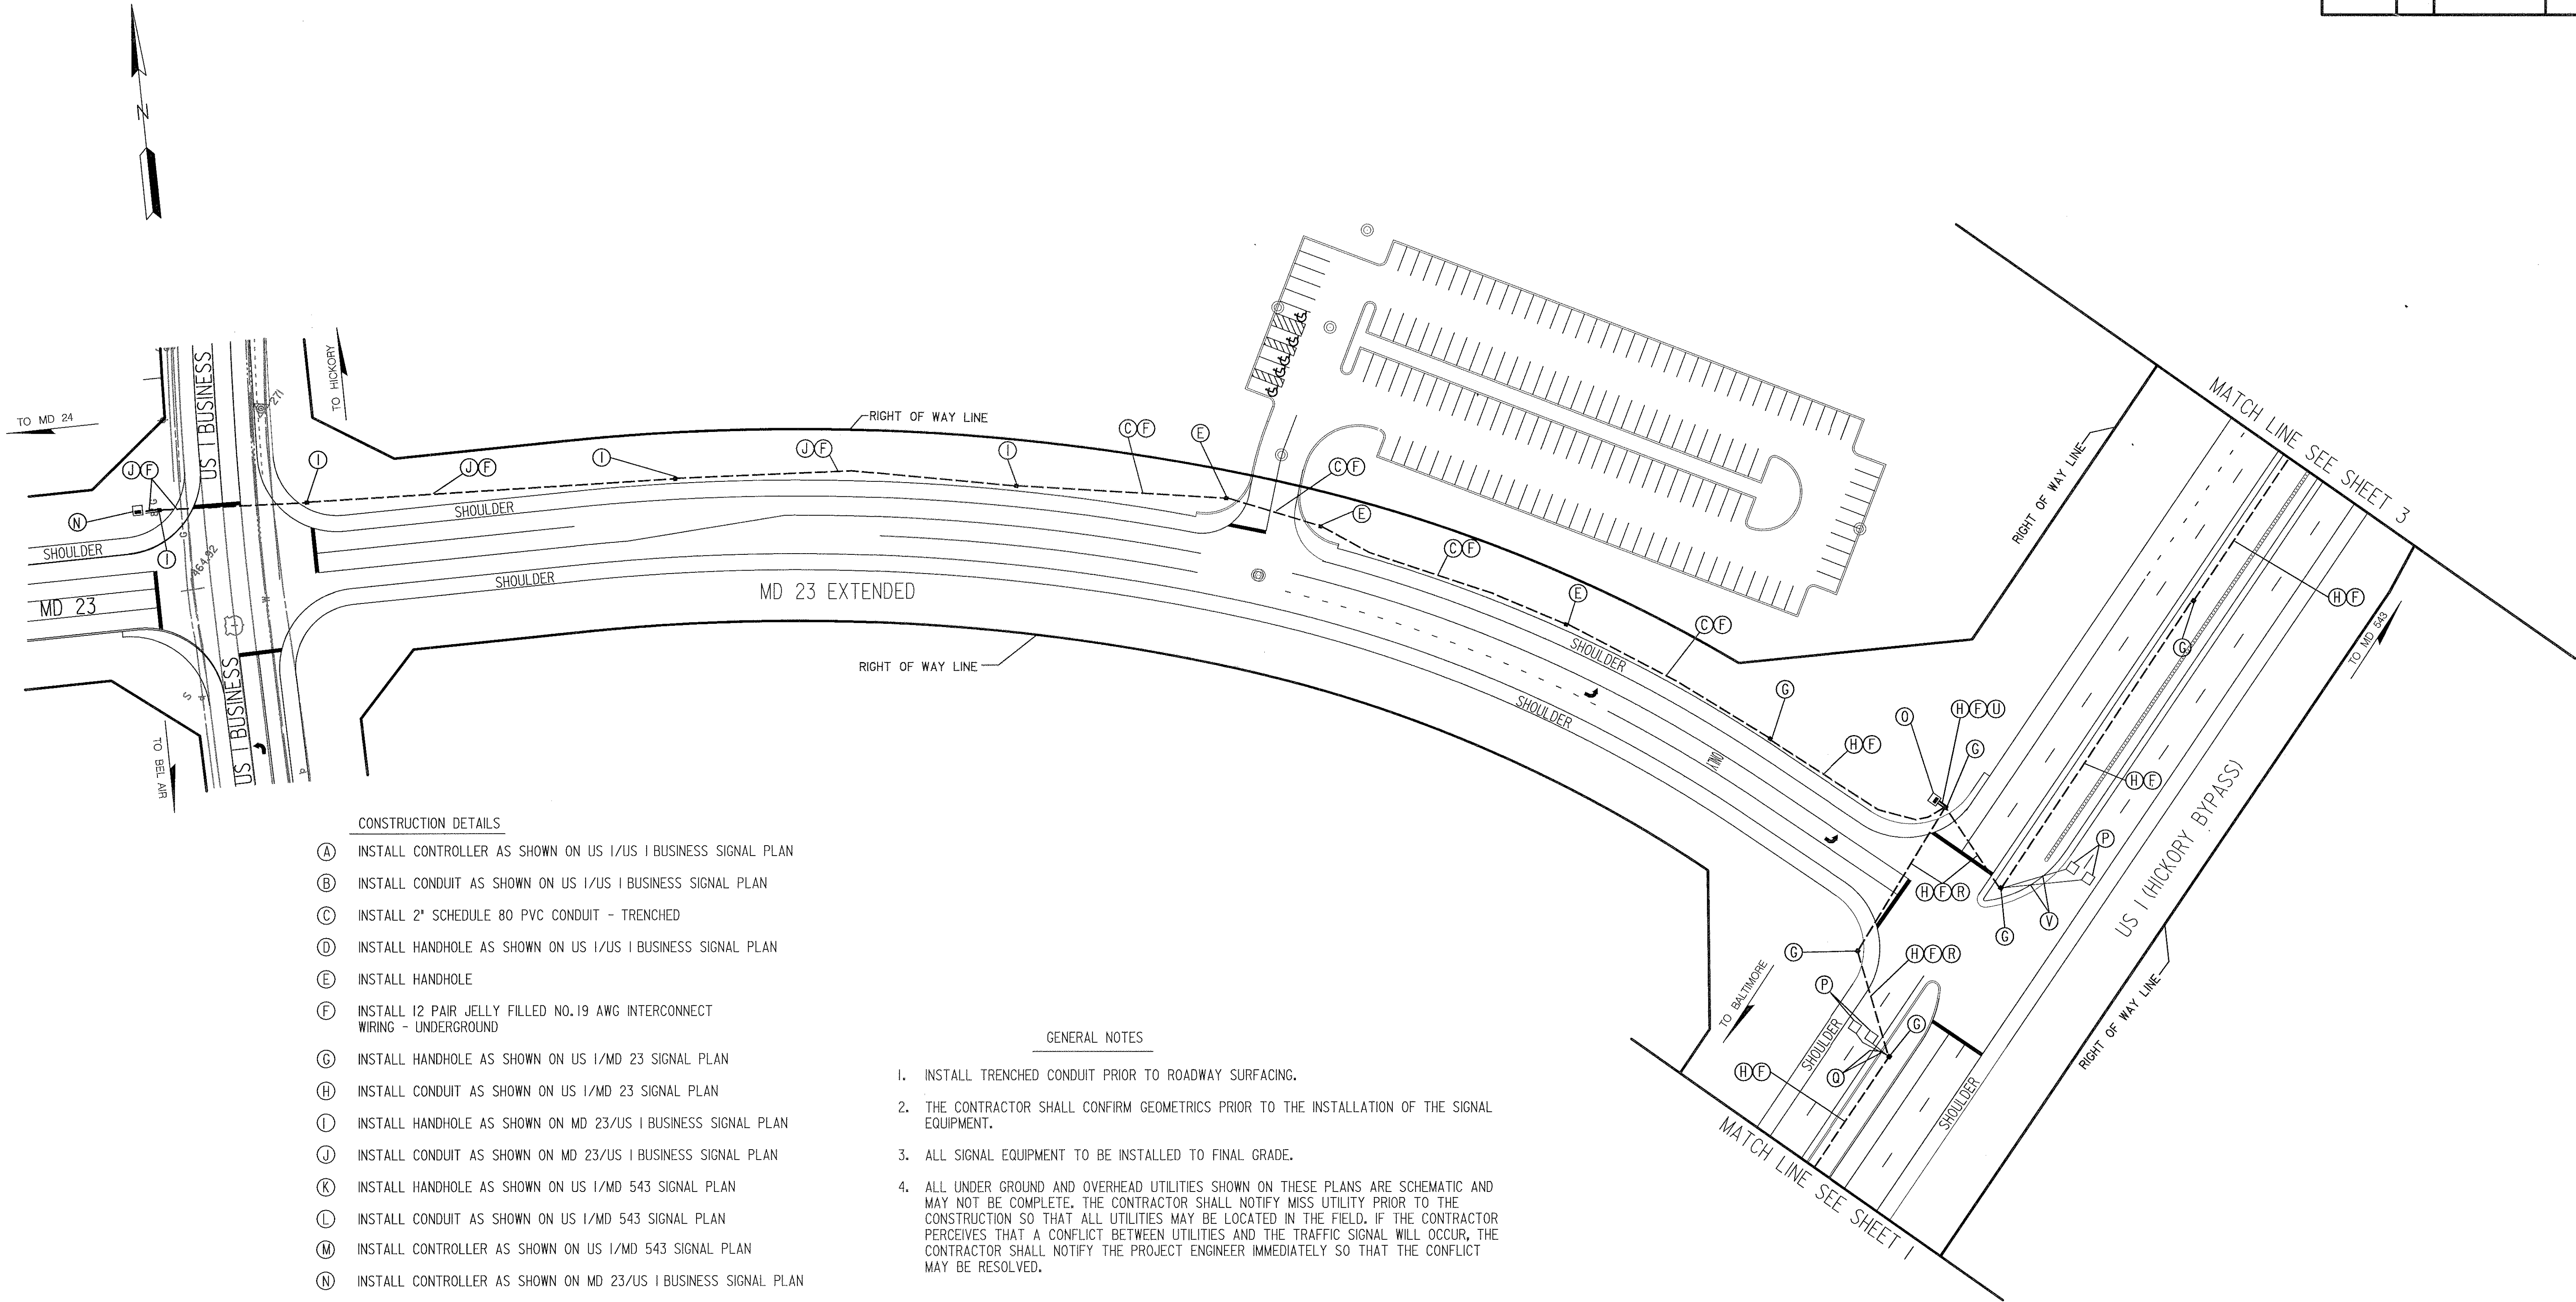 N
TO MD 24
US 1 BUSINESS
271
TO HICKORY
RIGHT OF WAY LINE
J F
N
I
I
J F
I
J F
I
C F
E
C F
E
C F
E
C F
G
H F
O
H F U
G
SHOULDER
SHOULDER
SHOULDER
464.92
MD 23
MD 23 EXTENDED
RIGHT OF WAY LINE
US 1 BUSINESS
TO BEL AIR
SHOULDER
SHOULDER
ONLY
RIGHT OF WAY LINE
MATCH LINE SEE SHEET 3
H F
G
TO MD 543
H F
P
V
G
H F R
G
H F R
P
G
Q
H F
TO BALTIMORE
SHOULDER
SHOULDER
US 1 (HICKORY BYPASS)
RIGHT OF WAY LINE
MATCH LINE SEE SHEET 1
CONSTRUCTION DETAILS
A INSTALL CONTROLLER AS SHOWN ON US 1/US 1 BUSINESS SIGNAL PLAN
B INSTALL CONDUIT AS SHOWN ON US 1/US 1 BUSINESS SIGNAL PLAN
C INSTALL 2" SCHEDULE 80 PVC CONDUIT - TRENCHED
D INSTALL HANDHOLE AS SHOWN ON US 1/US 1 BUSINESS SIGNAL PLAN
E INSTALL HANDHOLE
F INSTALL 12 PAIR JELLY FILLED NO.19 AWG INTERCONNECT
WIRING - UNDERGROUND
G INSTALL HANDHOLE AS SHOWN ON US 1/MD 23 SIGNAL PLAN
H INSTALL CONDUIT AS SHOWN ON US 1/MD 23 SIGNAL PLAN
I INSTALL HANDHOLE AS SHOWN ON MD 23/US 1 BUSINESS SIGNAL PLAN
J INSTALL CONDUIT AS SHOWN ON MD 23/US 1 BUSINESS SIGNAL PLAN
K INSTALL HANDHOLE AS SHOWN ON US 1/MD 543 SIGNAL PLAN
L INSTALL CONDUIT AS SHOWN ON US 1/MD 543 SIGNAL PLAN
M INSTALL CONTROLLER AS SHOWN ON US 1/MD 543 SIGNAL PLAN
N INSTALL CONTROLLER AS SHOWN ON MD 23/US 1 BUSINESS SIGNAL PLAN
GENERAL NOTES
1. INSTALL TRENCHED CONDUIT PRIOR TO ROADWAY SURFACING.
2. THE CONTRACTOR SHALL CONFIRM GEOMETRICS PRIOR TO THE INSTALLATION OF THE SIGNAL
EQUIPMENT.
3. ALL SIGNAL EQUIPMENT TO BE INSTALLED TO FINAL GRADE.
4. ALL UNDER GROUND AND OVERHEAD UTILITIES SHOWN ON THESE PLANS ARE SCHEMATIC AND
MAY NOT BE COMPLETE. THE CONTRACTOR SHALL NOTIFY MISS UTILITY PRIOR TO THE
CONSTRUCTION SO THAT ALL UTILITIES MAY BE LOCATED IN THE FIELD. IF THE CONTRACTOR
PERCEIVES THAT A CONFLICT BETWEEN UTILITIES AND THE TRAFFIC SIGNAL WILL OCCUR, THE
CONTRACTOR SHALL NOTIFY THE PROJECT ENGINEER IMMEDIATELY SO THAT THE CONFLICT
MAY BE RESOLVED.